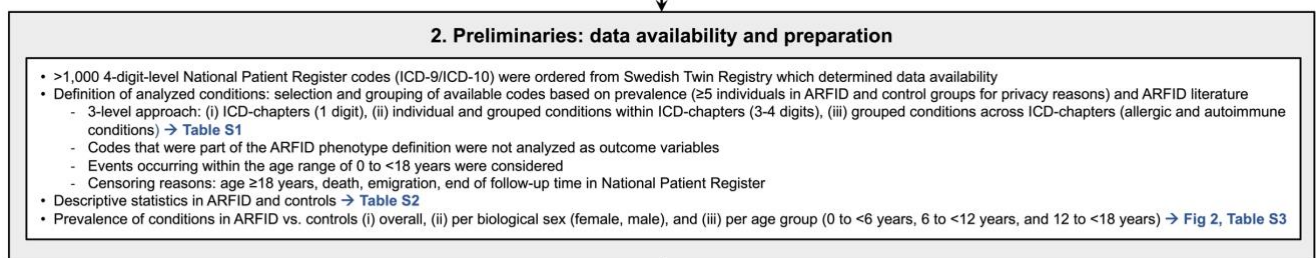 2. Preliminaries: data availability and preparation
• >1,000 4-digit-level National Patient Register codes (ICD-9/ICD-10) were ordered from Swedish Twin Registry which determined data availability
• Definition of analyzed conditions: selection and grouping of available codes based on prevalence (≥5 individuals in ARFID and control groups for privacy reasons) and ARFID literature
- 3-level approach: (i) ICD-chapters (1 digit), (ii) individual and grouped conditions within ICD-chapters (3-4 digits), (iii) grouped conditions across ICD-chapters (allergic and autoimmune
conditions) → Table S1
- Codes that were part of the ARFID phenotype definition were not analyzed as outcome variables
- Events occurring within the age range of 0 to <18 years were considered
- Censoring reasons: age ≥18 years, death, emigration, end of follow-up time in National Patient Register
• Descriptive statistics in ARFID and controls → Table S2
• Prevalence of conditions in ARFID vs. controls (i) overall, (ii) per biological sex (female, male), and (iii) per age group (0 to <6 years, 6 to <12 years, and 12 to <18 years) → Fig 2, Table S3